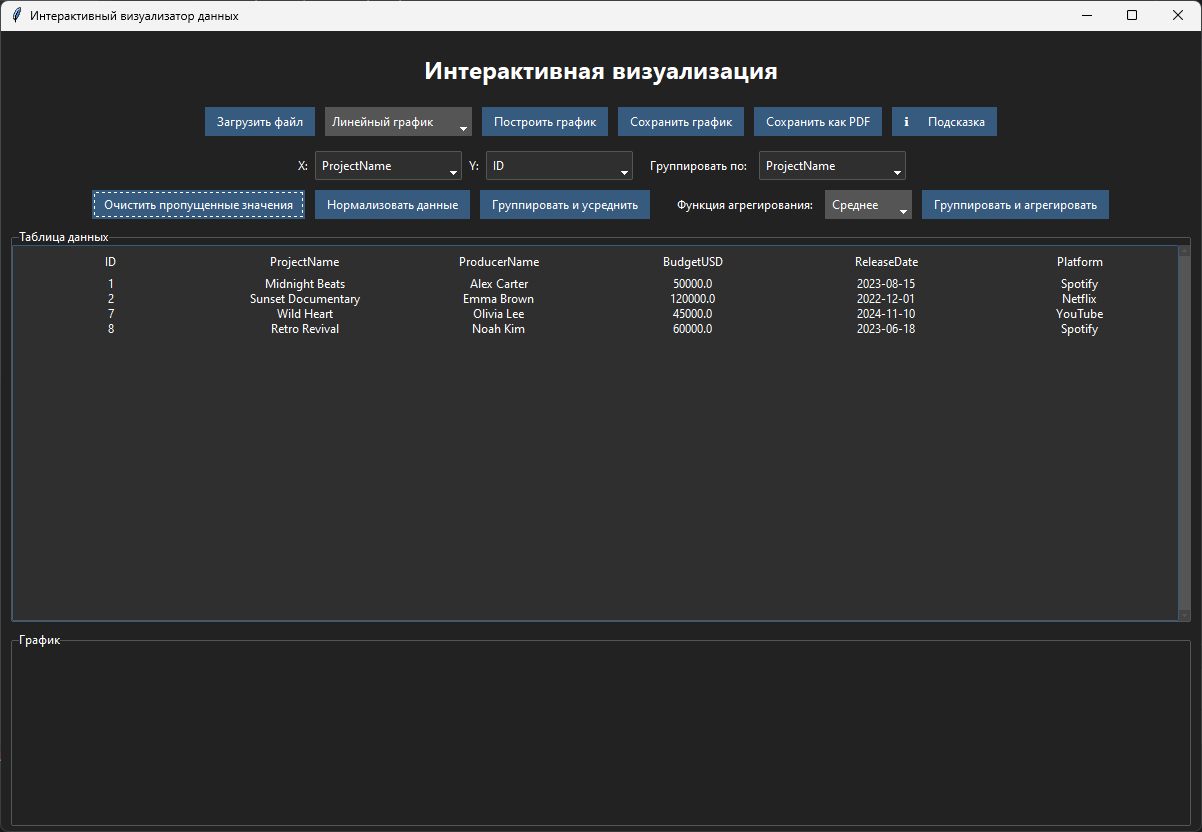 Интерактивный визуализатор данных
Интерактивная визуализация
Загрузить файл Линейный график Построить график Сохранить график Сохранить как PDF ℹ Подсказка
X: ProjectName Y: ID Группировать по: ProjectName
Очистить пропущенные значения Нормализовать данные Группировать и усреднить Функция агрегирования: Среднее Группировать и агрегировать
Таблица данных
ID ProjectName ProducerName BudgetUSD ReleaseDate Platform
1 Midnight Beats Alex Carter 50000.0 2023-08-15 Spotify
2 Sunset Documentary Emma Brown 120000.0 2022-12-01 Netflix
7 Wild Heart Olivia Lee 45000.0 2024-11-10 YouTube
8 Retro Revival Noah Kim 60000.0 2023-06-18 Spotify
График